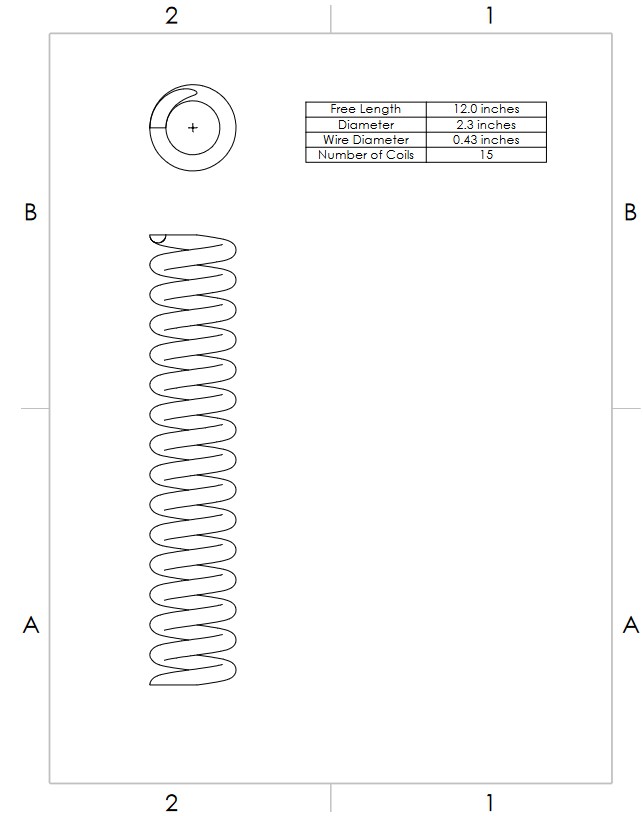 2 1
Free Length 12.0 inches
Diameter 2.3 inches
Wire Diameter 0.43 inches
Number of Coils 15
B B
A A
2 1